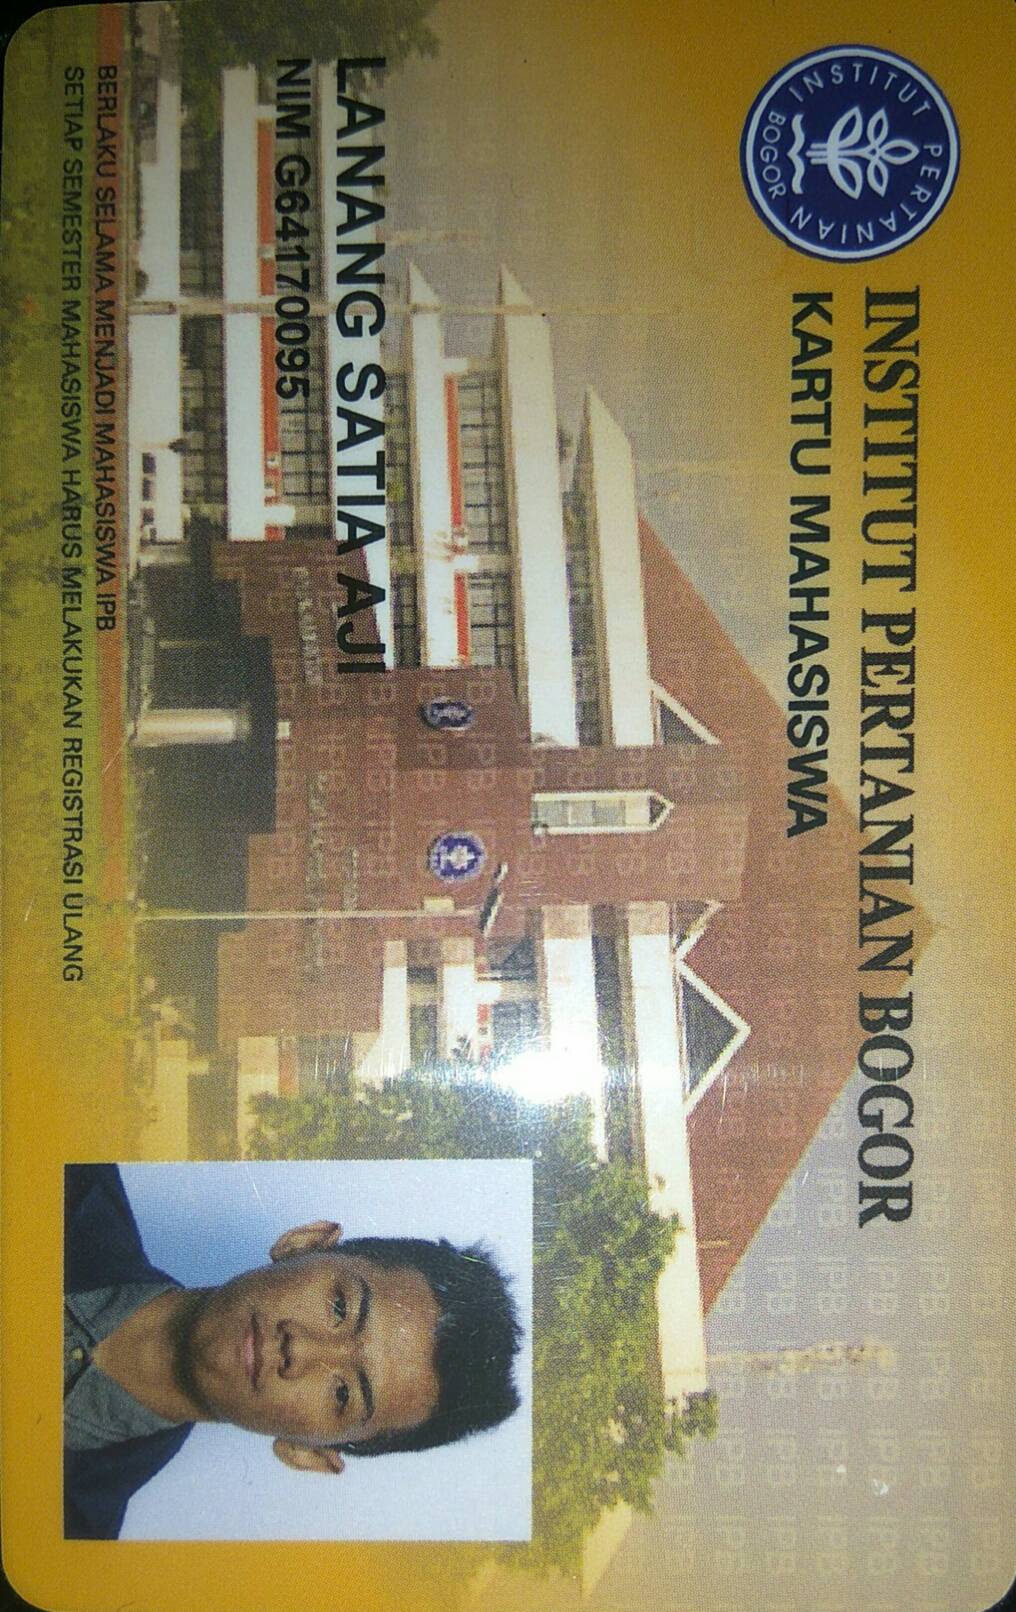 INSTITUT PERTANIAN BOGOR
INSTITUT PERTANIAN BOGOR
KARTU MAHASISWA
LANANG SATIA AJI
NIM G64170095
BERLAKU SELAMA MENJADI MAHASISWA IPB
SETIAP SEMESTER MAHASISWA HARUS MELAKUKAN REGISTRASI ULANG